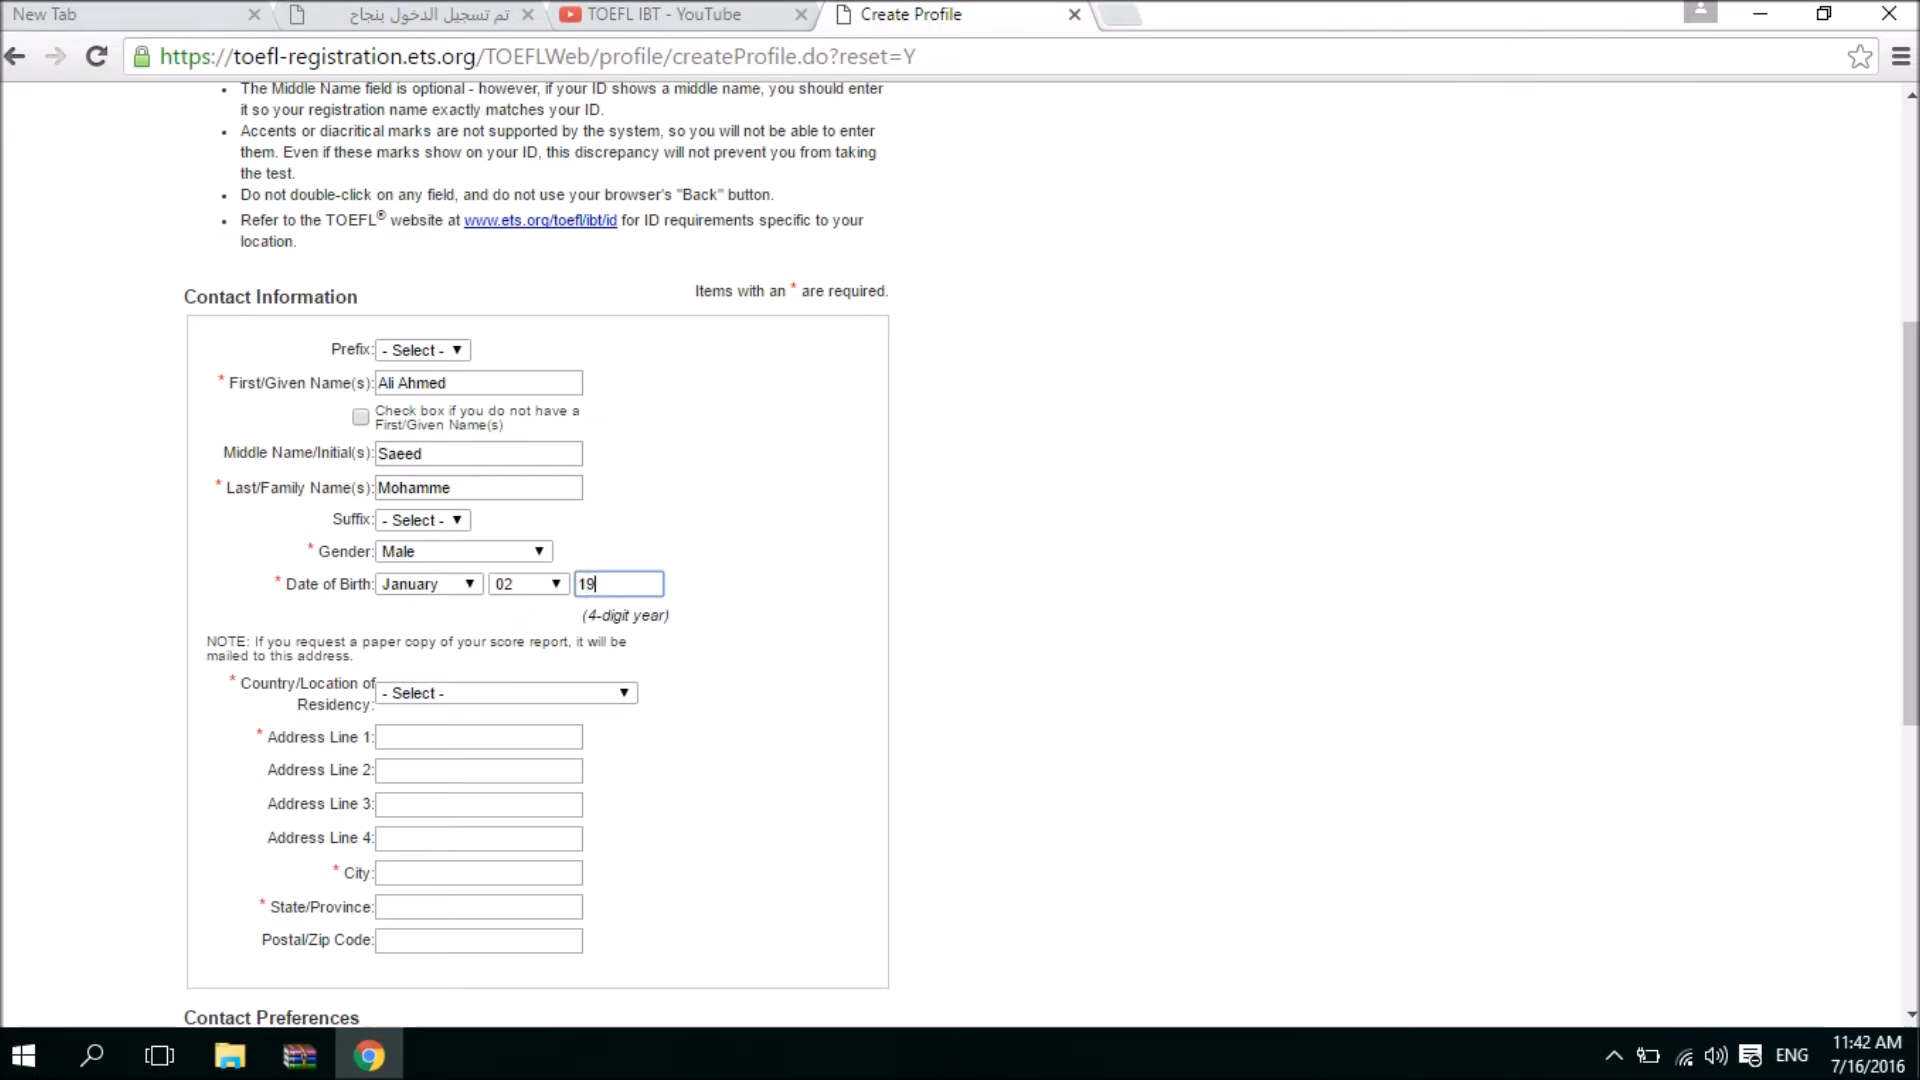 New Tab
تم تسجيل الدخول بنجاح
TOEFL IBT - YouTube
Create Profile
https://toefl-registration.ets.org/TOEFLWeb/profile/createProfile.do?reset=Y
• The Middle Name field is optional - however, if your ID shows a middle name, you should enter
it so your registration name exactly matches your ID.
• Accents or diacritical marks are not supported by the system, so you will not be able to enter
them. Even if these marks show on your ID, this discrepancy will not prevent you from taking
the test.
• Do not double-click on any field, and do not use your browser's "Back" button.
• Refer to the TOEFL® website at www.ets.org/toefl/ibt/id for ID requirements specific to your
location.
Contact Information
Items with an * are required.
Prefix: - Select -
* First/Given Name(s): Ali Ahmed
Check box if you do not have a
First/Given Name(s)
Middle Name/Initial(s): Saeed
* Last/Family Name(s): Mohamme
Suffix: - Select -
* Gender: Male
* Date of Birth: January 02 19
(4-digit year)
NOTE: If you request a paper copy of your score report, it will be
mailed to this address.
* Country/Location of
Residency: - Select -
* Address Line 1:
Address Line 2:
Address Line 3:
Address Line 4:
* City:
* State/Province:
Postal/Zip Code:
Contact Preferences
ENG
11:42 AM
7/16/2016